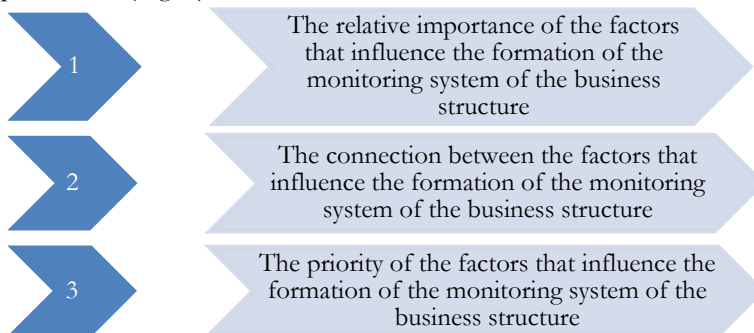 The relative importance of the factors
that influence the formation of the
1
monitoring system of the business
structure
The connection between the factors that
2
influence the formation of the monitoring
system of the business structure
The priority of the factors that influence the
3
formation of the monitoring system of the
business structure